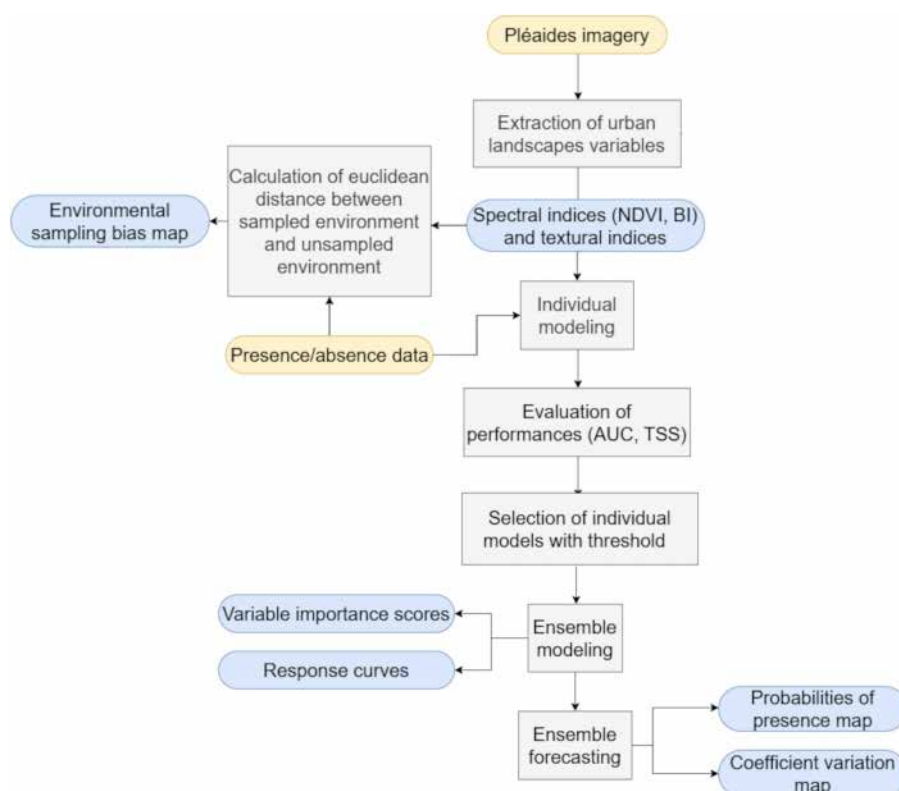 Pléaides imagery
Extraction of urban
landscapes variables
Calculation of euclidean
distance between
sampled environment
and unsampled
environment
Environmental
sampling bias map
Spectral indices (NDVI, BI)
and textural indices
Individual
modeling
Presence/absence data
Evaluation of
performances (AUC, TSS)
Selection of individual
models with threshold
Variable importance scores
Ensemble
modeling
Response curves
Probabilities of
presence map
Ensemble
forecasting
Coefficient variation
map